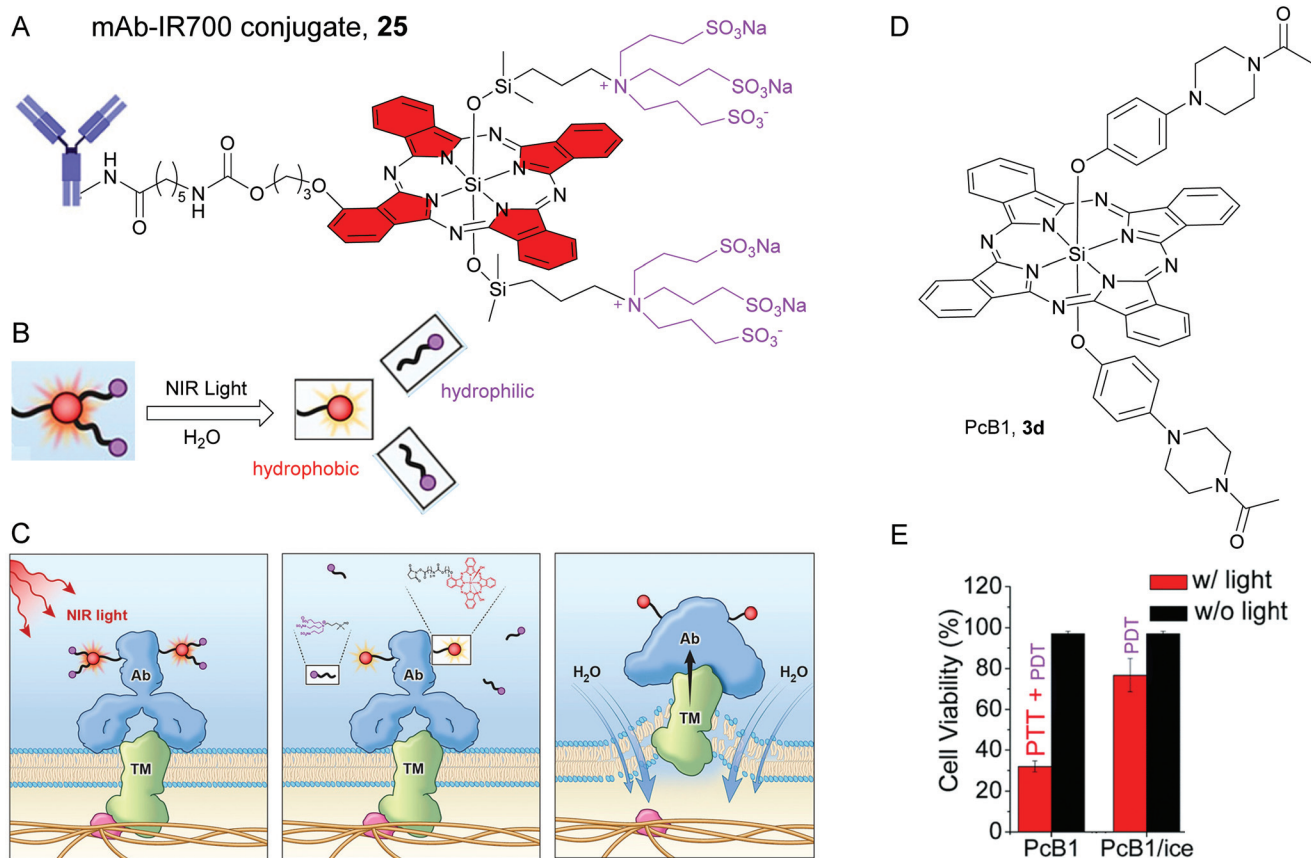 A
mAb-IR700 conjugate, 25
SO3Na
SO3Na
SO3-
N
+
Si
O
H
N
O
( )5
N
H
O
O
( )3
O
N
N
N
N
Si
N
N
N
N
O
Si
N
+
SO3Na
SO3Na
SO3-
B
NIR Light
H2O
hydrophilic
hydrophobic
C
NIR light
Ab
TM
Ab
TM
H2O
Ab
TM
H2O
D
O
N
N
O
N
N
N
N
Si
N
N
N
N
O
PcB1, 3d
N
N
O
E
w/ light
w/o light
Cell Viability (%)
120
100
80
60
40
20
0
PTT + PDT
PDT
PcB1
PcB1/ice